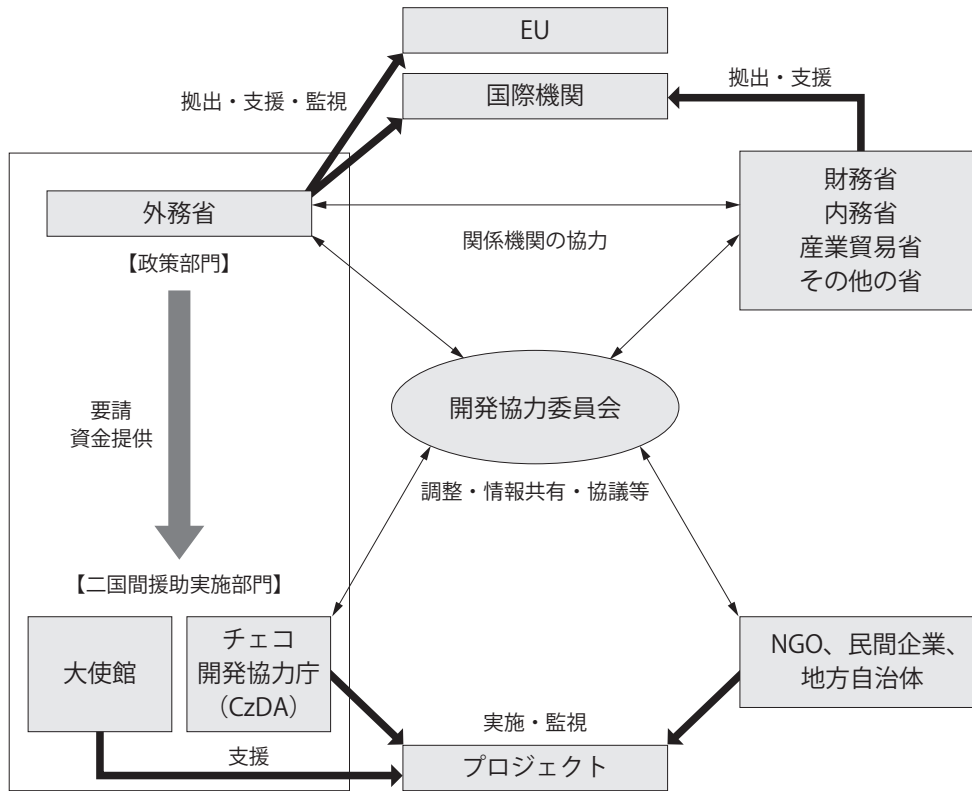 EU
国際機関
拠出・支援・監視
拠出・支援
外務省
【政策部門】
関係機関の協力
財務省
内務省
産業貿易省
その他の省
開発協力委員会
要請
資金提供
調整・情報共有・協議等
【二国間援助実施部門】
大使館
チェコ
開発協力庁
（CzDA）
NGO、民間企業、
地方自治体
実施・監視
支援
プロジェクト